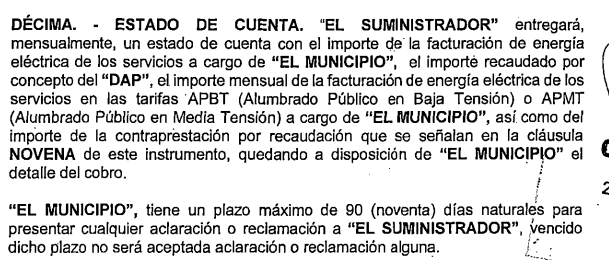 DÉCIMA. - ESTADO DE CUENTA. "EL SUMINISTRADOR" entregará,
mensualmente, un estado de cuenta con el importe de la facturación de energía
eléctrica de los servicios a cargo de "EL MUNICIPIO", el importe recaudado por
concepto del "DAP", el importe mensual de la facturación de energía eléctrica de los
servicios en las tarifas APBT (Alumbrado Público en Baja Tensión) o APMT
(Alumbrado Público en Media Tensión) a cargo de "EL MUNICIPIO", así como del
importe de la contraprestación por recaudación que se señalan en la cláusula
NOVENA de este instrumento, quedando a disposición de "EL MUNICIPIO" el
detalle del cobro.
"EL MUNICIPIO", tiene un plazo máximo de 90 (noventa) días naturales para
presentar cualquier aclaración o reclamación a "EL SUMINISTRADOR", vencido
dicho plazo no será aceptada aclaración o reclamación alguna.
2